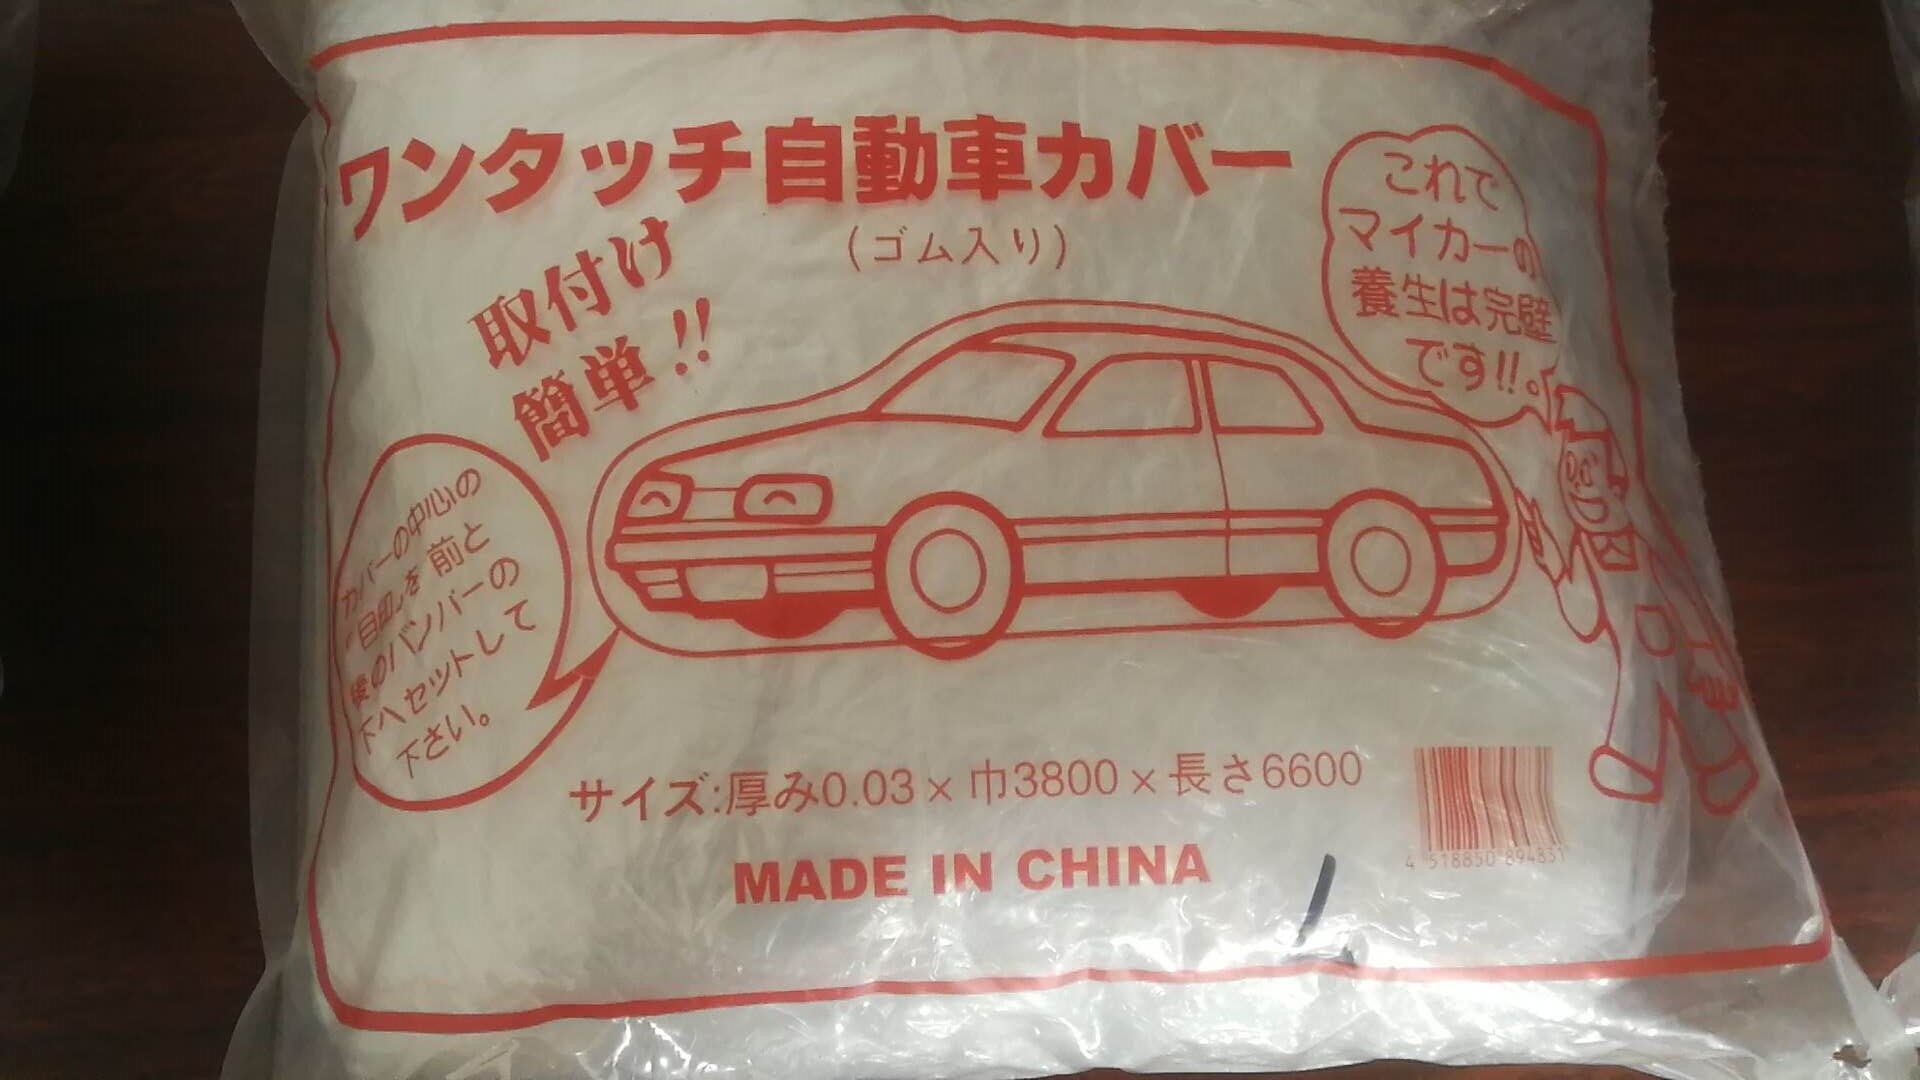 ワンタッチ自動車カバー
(ゴム入り)
取付け
簡単!!
これで
マイカーの
養生は完璧
です!!。
カバーの中心の
「目印」を前と
後のバンパーの
下へセットして
下さい。
サイズ:厚み0.03×巾3800×長さ6600
MADE IN CHINA
4 518850 894831